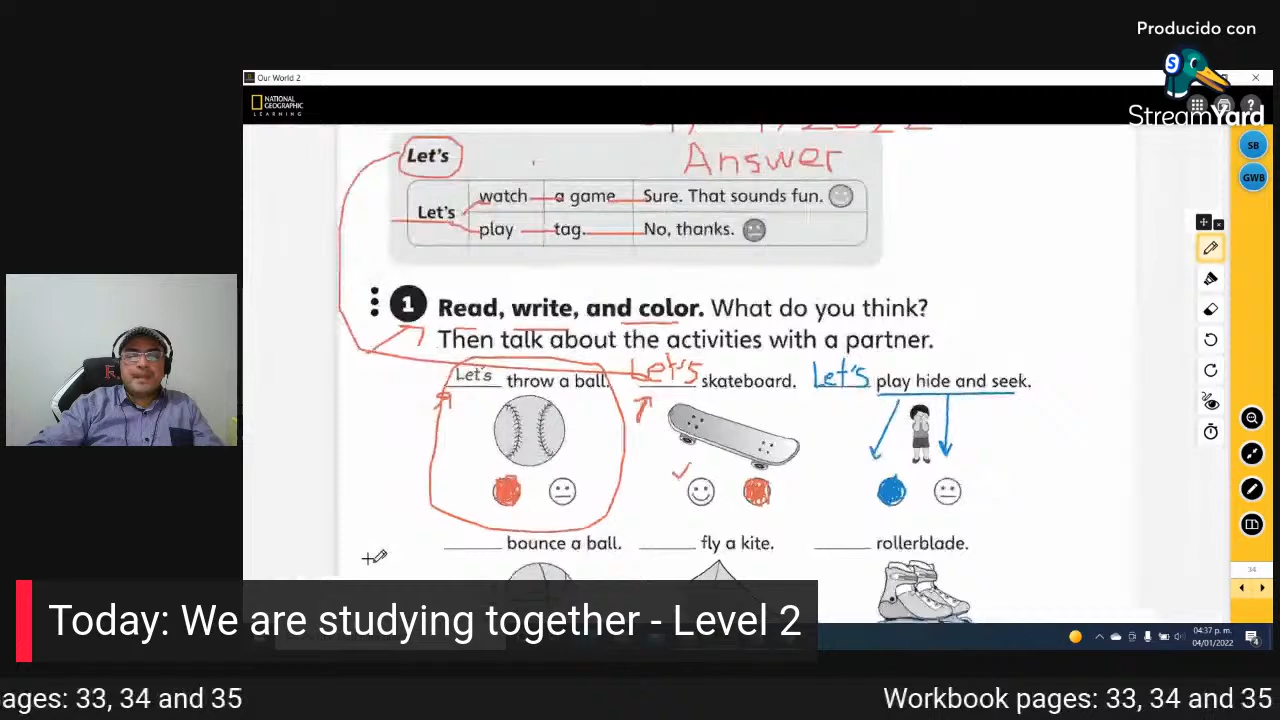 Producido con
StreamYard
Our World 2
NATIONAL
GEOGRAPHIC
LEARNING
SB
GWB
Let's
Answer
Let's
watch a game Sure. That sounds fun.
play tag. No, thanks.
1 Read, write, and color. What do you think?
Then talk about the activities with a partner.
Let's throw a ball. Let's skateboard. Let's play hide and seek.
bounce a ball. fly a kite. rollerblade.
34
Today: We are studying together - Level 2
04:37 p. m.
04/01/2022
ages: 33, 34 and 35 Workbook pages: 33, 34 and 35